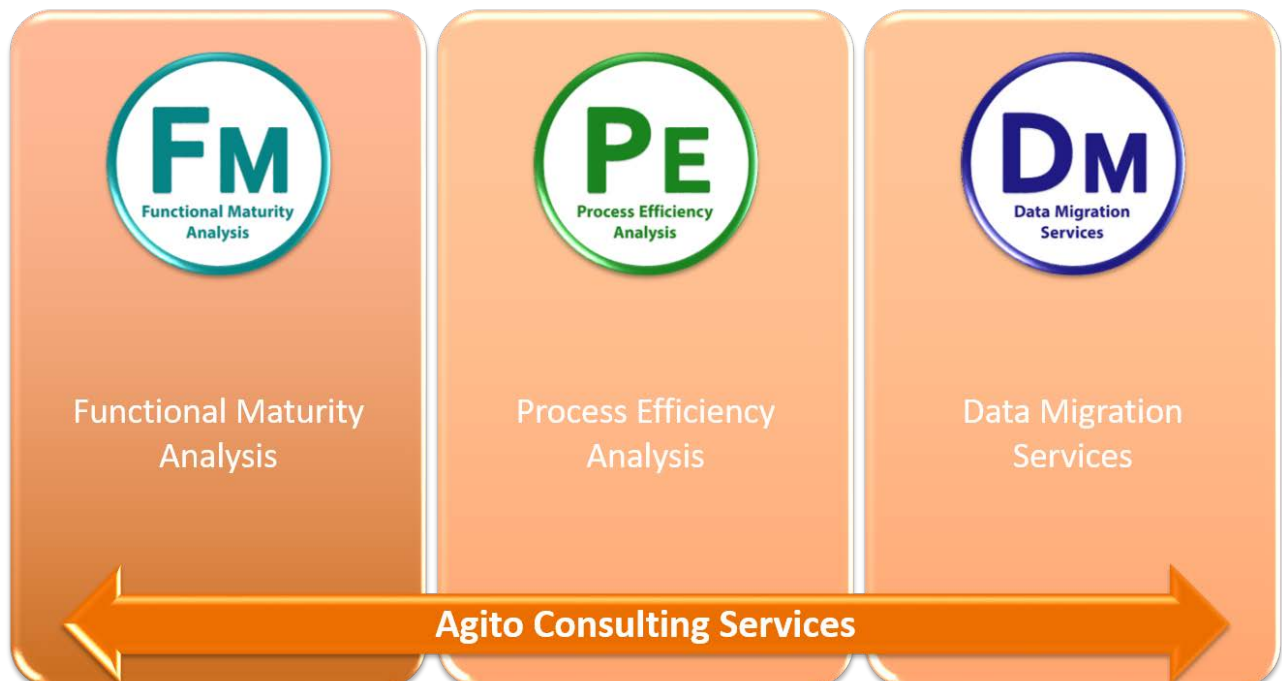 FM
Functional Maturity
Analysis
Functional Maturity
Analysis
PE
Process Efficiency
Analysis
Process Efficiency
Analysis
DM
Data Migration
Services
Data Migration
Services
Agito Consulting Services